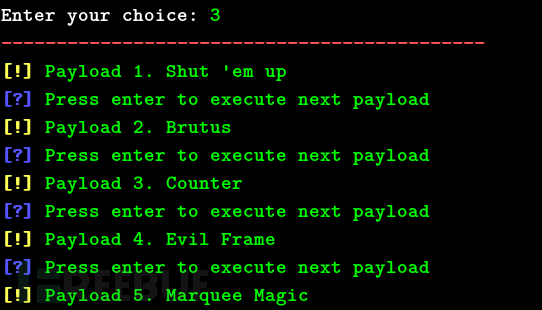 Enter your choice: 3
----------------------------------------------
[!] Payload 1. Shut 'em up
[?] Press enter to execute next payload
[!] Payload 2. Brutus
[?] Press enter to execute next payload
[!] Payload 3. Counter
[?] Press enter to execute next payload
[!] Payload 4. Evil Frame
[?] Press enter to execute next payload
[!] Payload 5. Marquee Magic